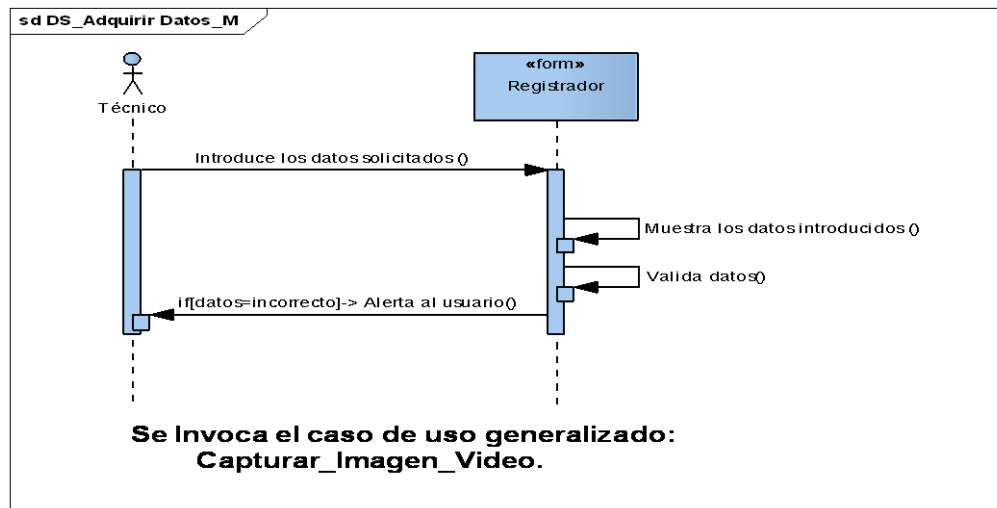 sd DS_Adquirir Datos_M
«form»
Registrador
Técnico
Introduce los datos solicitados ()
Muestra los datos introducidos ()
Valida datos()
if[datos=incorrecto]-> Alerta al usuario()
Se Invoca el caso de uso generalizado:
Capturar_Imagen_Video.